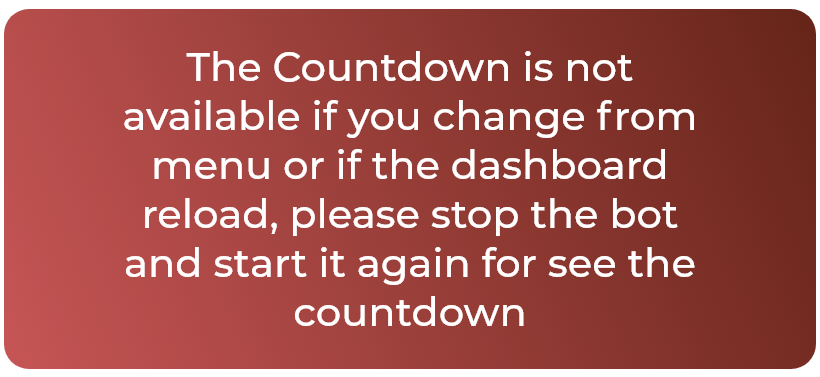 The Countdown is not
available if you change from
menu or if the dashboard
reload, please stop the bot
and start it again for see the
countdown